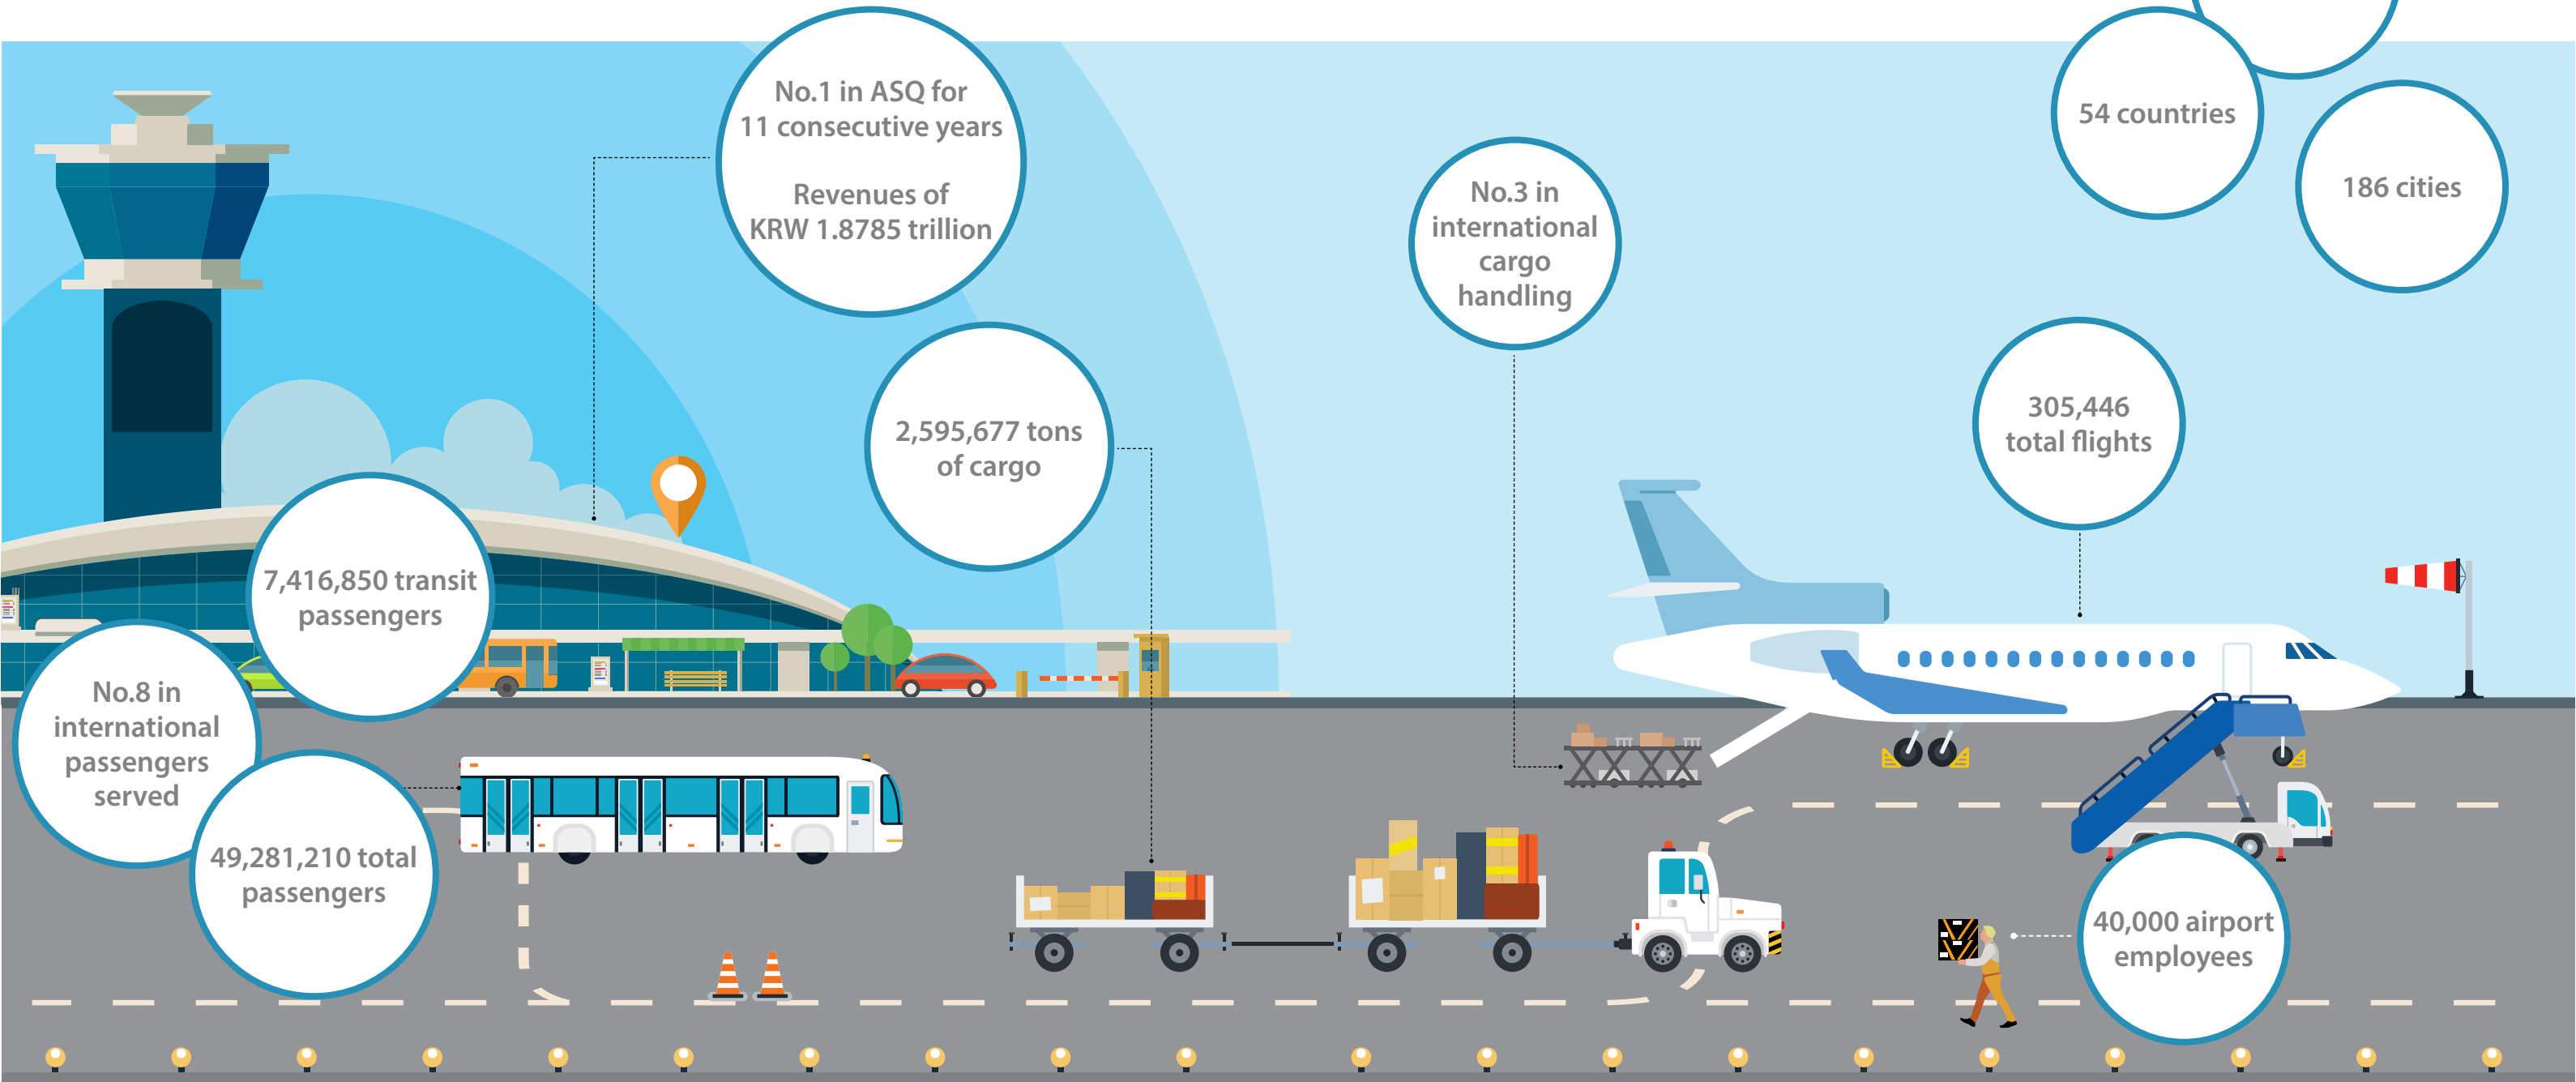 No.1 in ASQ for
11 consecutive years
Revenues of
KRW 1.8785 trillion
No.3 in
international
cargo
handling
54 countries
186 cities
2,595,677 tons
of cargo
305,446
total flights
7,416,850 transit
passengers
No.8 in
international
passengers
served
49,281,210 total
passengers
40,000 airport
employees